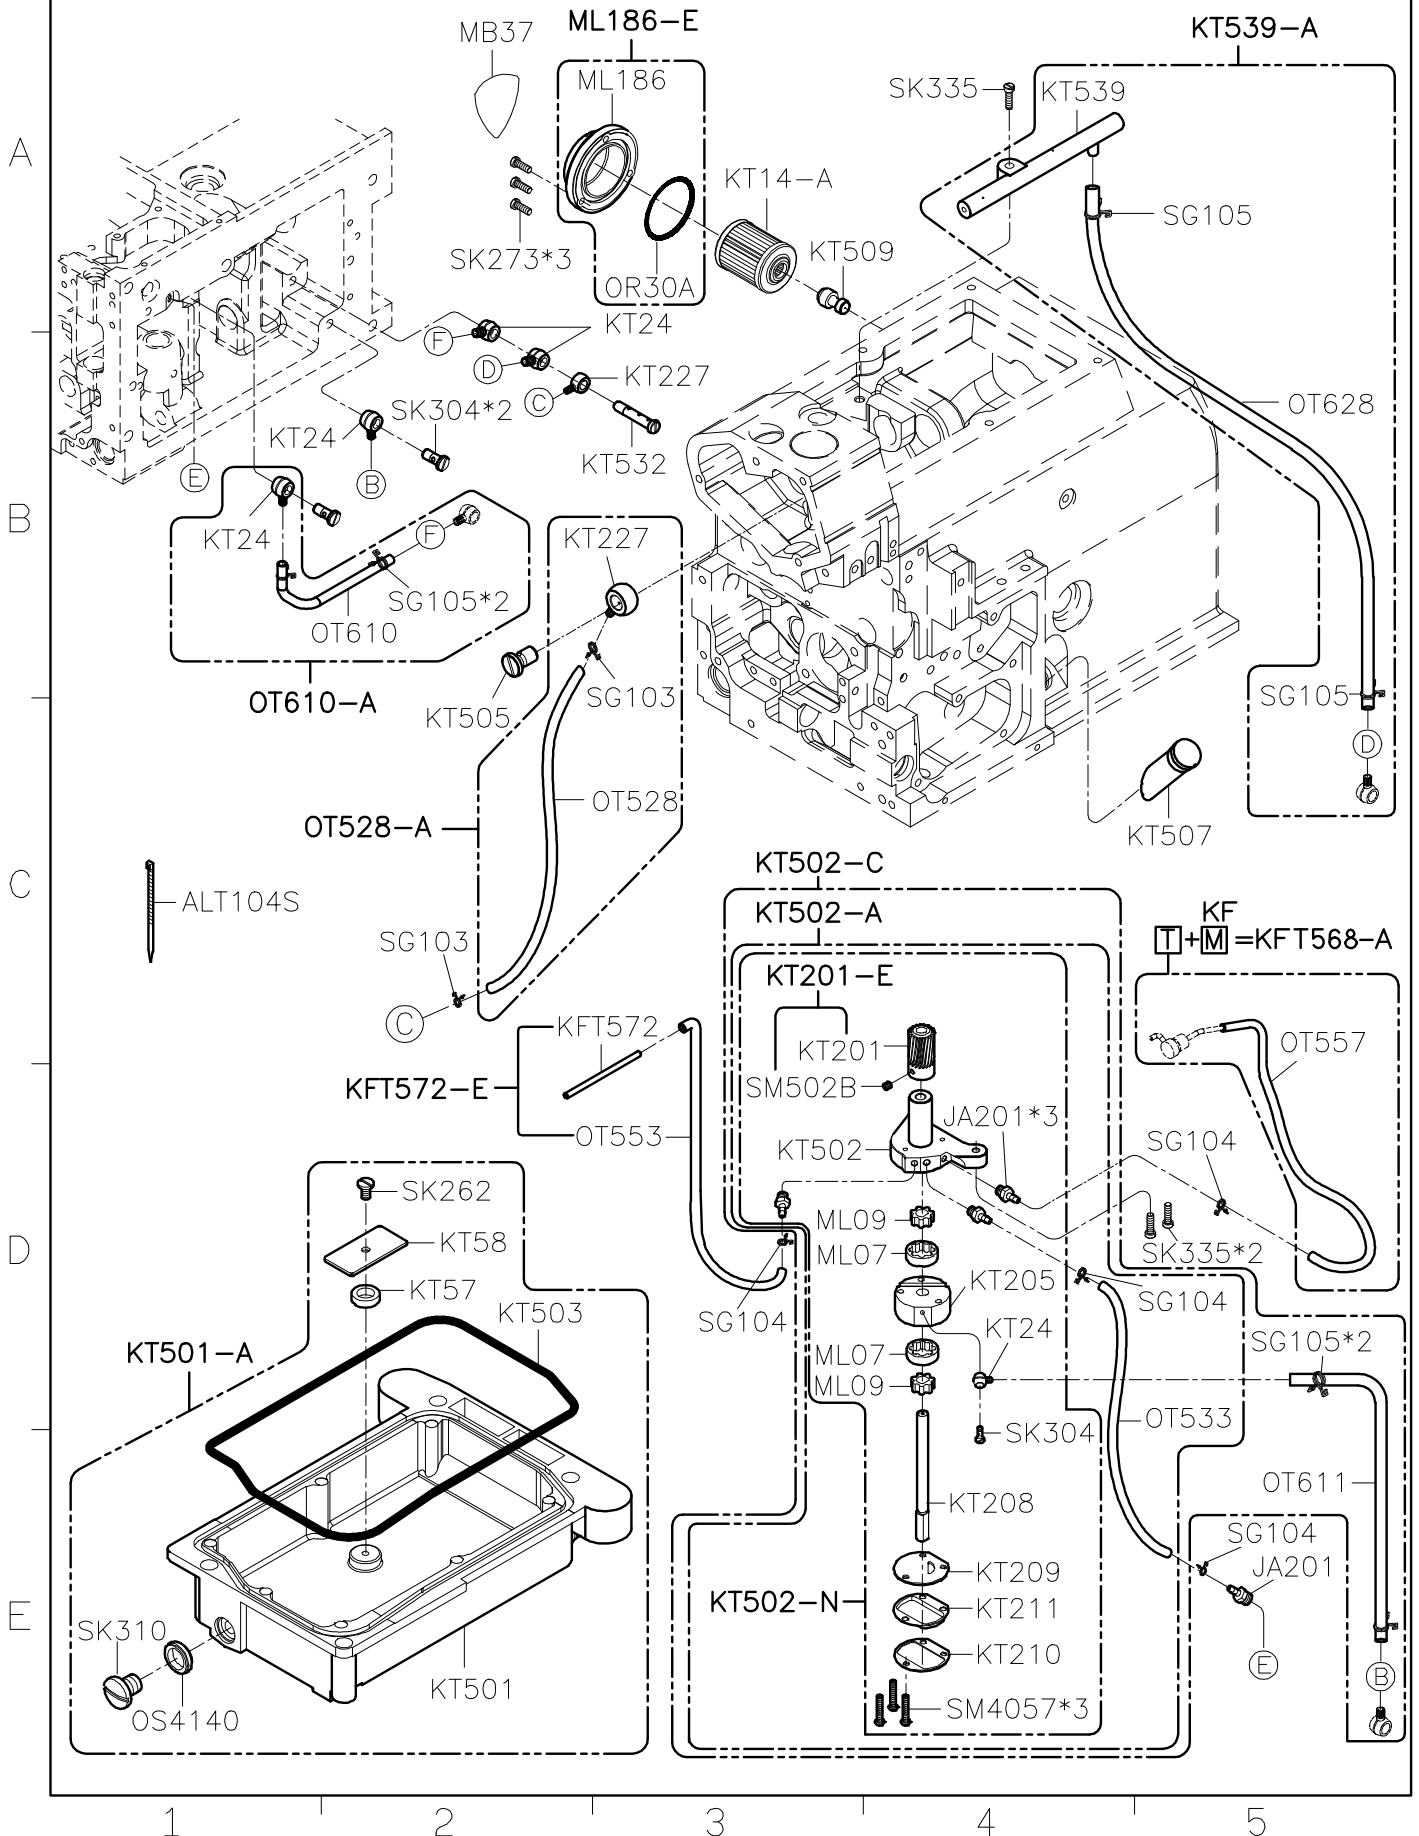 ML186-E
KT539-A
MB37
ML186
SK335
KT539
A
KT14-A
SG105
SK273*3
OR30A
KT509
KT24
F
D
KT227
C
SK304*2
KT24
KT532
OT628
E
B
B
KT24
F
KT227
SG105*2
OT610
SG103
SG105
OT610-A
KT505
D
OT528
OT528-A
KT507
KT502-C
C
ALT104S
KT502-A
KF
T+M=KFT568-A
SG103
KT201-E
C
KFT572
KT201
OT557
KFT572-E
SM502B
JA201*3
OT553
KT502
SG104
SK262
ML09
D
KT58
ML07
SK335*2
KT57
KT205
KT503
SG104
SG104
KT24
KT501-A
ML07
SG105*2
ML09
OT533
SK304
OT611
KT208
SG104
JA201
KT209
KT502-N
KT211
E
SK310
KT210
E
B
KT501
OS4140
SM4057*3
1
2
3
4
5